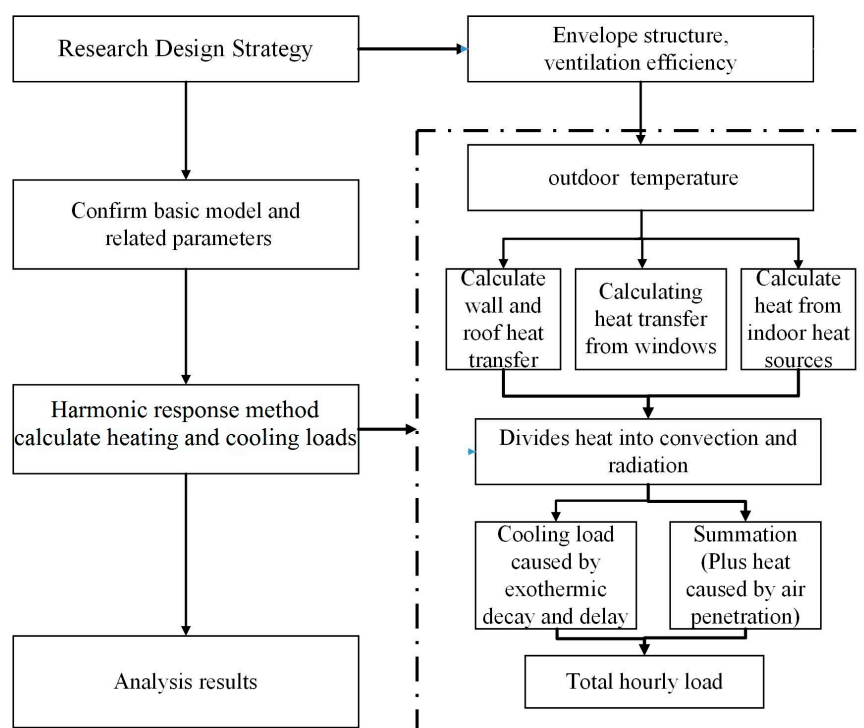 Research Design Strategy
Envelope structure,
ventilation efficiency
Confirm basic model and
related parameters
outdoor temperature
Calculate
wall and
roof heat
transfer
Calculating
heat transfer
from windows
Calculate
heat from
indoor heat
sources
Harmonic response method
calculate heating and cooling loads
Divides heat into convection and
radiation
Cooling load
caused by
exothermic
decay and delay
Summation
(Plus heat
caused by air
penetration)
Analysis results
Total hourly load